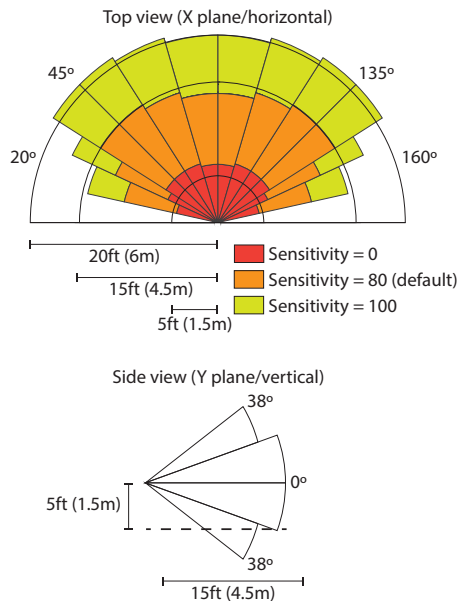 Top view (X plane/horizontal)
45º
135º
20º
160º
20ft (6m)
15ft (4.5m)
5ft (1.5m)
Sensitivity = 0
Sensitivity = 80 (default)
Sensitivity = 100
Side view (Y plane/vertical)
38º
0º
5ft (1.5m)
38º
15ft (4.5m)